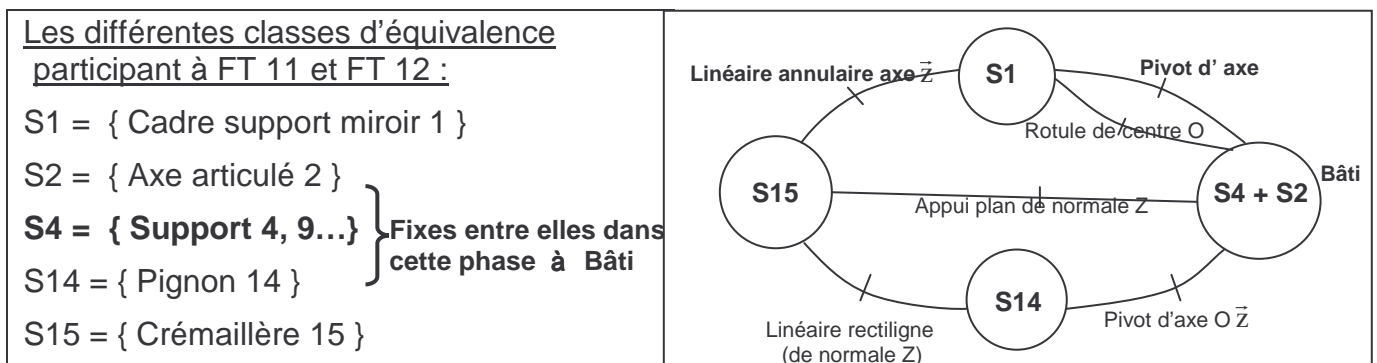 Les différentes classes d'équivalence
participant à FT 11 et FT 12 :
S1 = { Cadre support miroir 1 }
S2 = { Axe articulé 2 }
S4 = { Support 4, 9…}
Fixes entre elles dans
cette phase à Bâti
S14 = { Pignon 14 }
S15 = { Crémaillère 15 }
Linéaire annulaire axe z⃗
S1
Pivot d' axe
Rotule de centre O
S15
Appui plan de normale Z
S4 + S2
Bâti
S14
Linéaire rectiligne
(de normale Z)
Pivot d'axe O z⃗